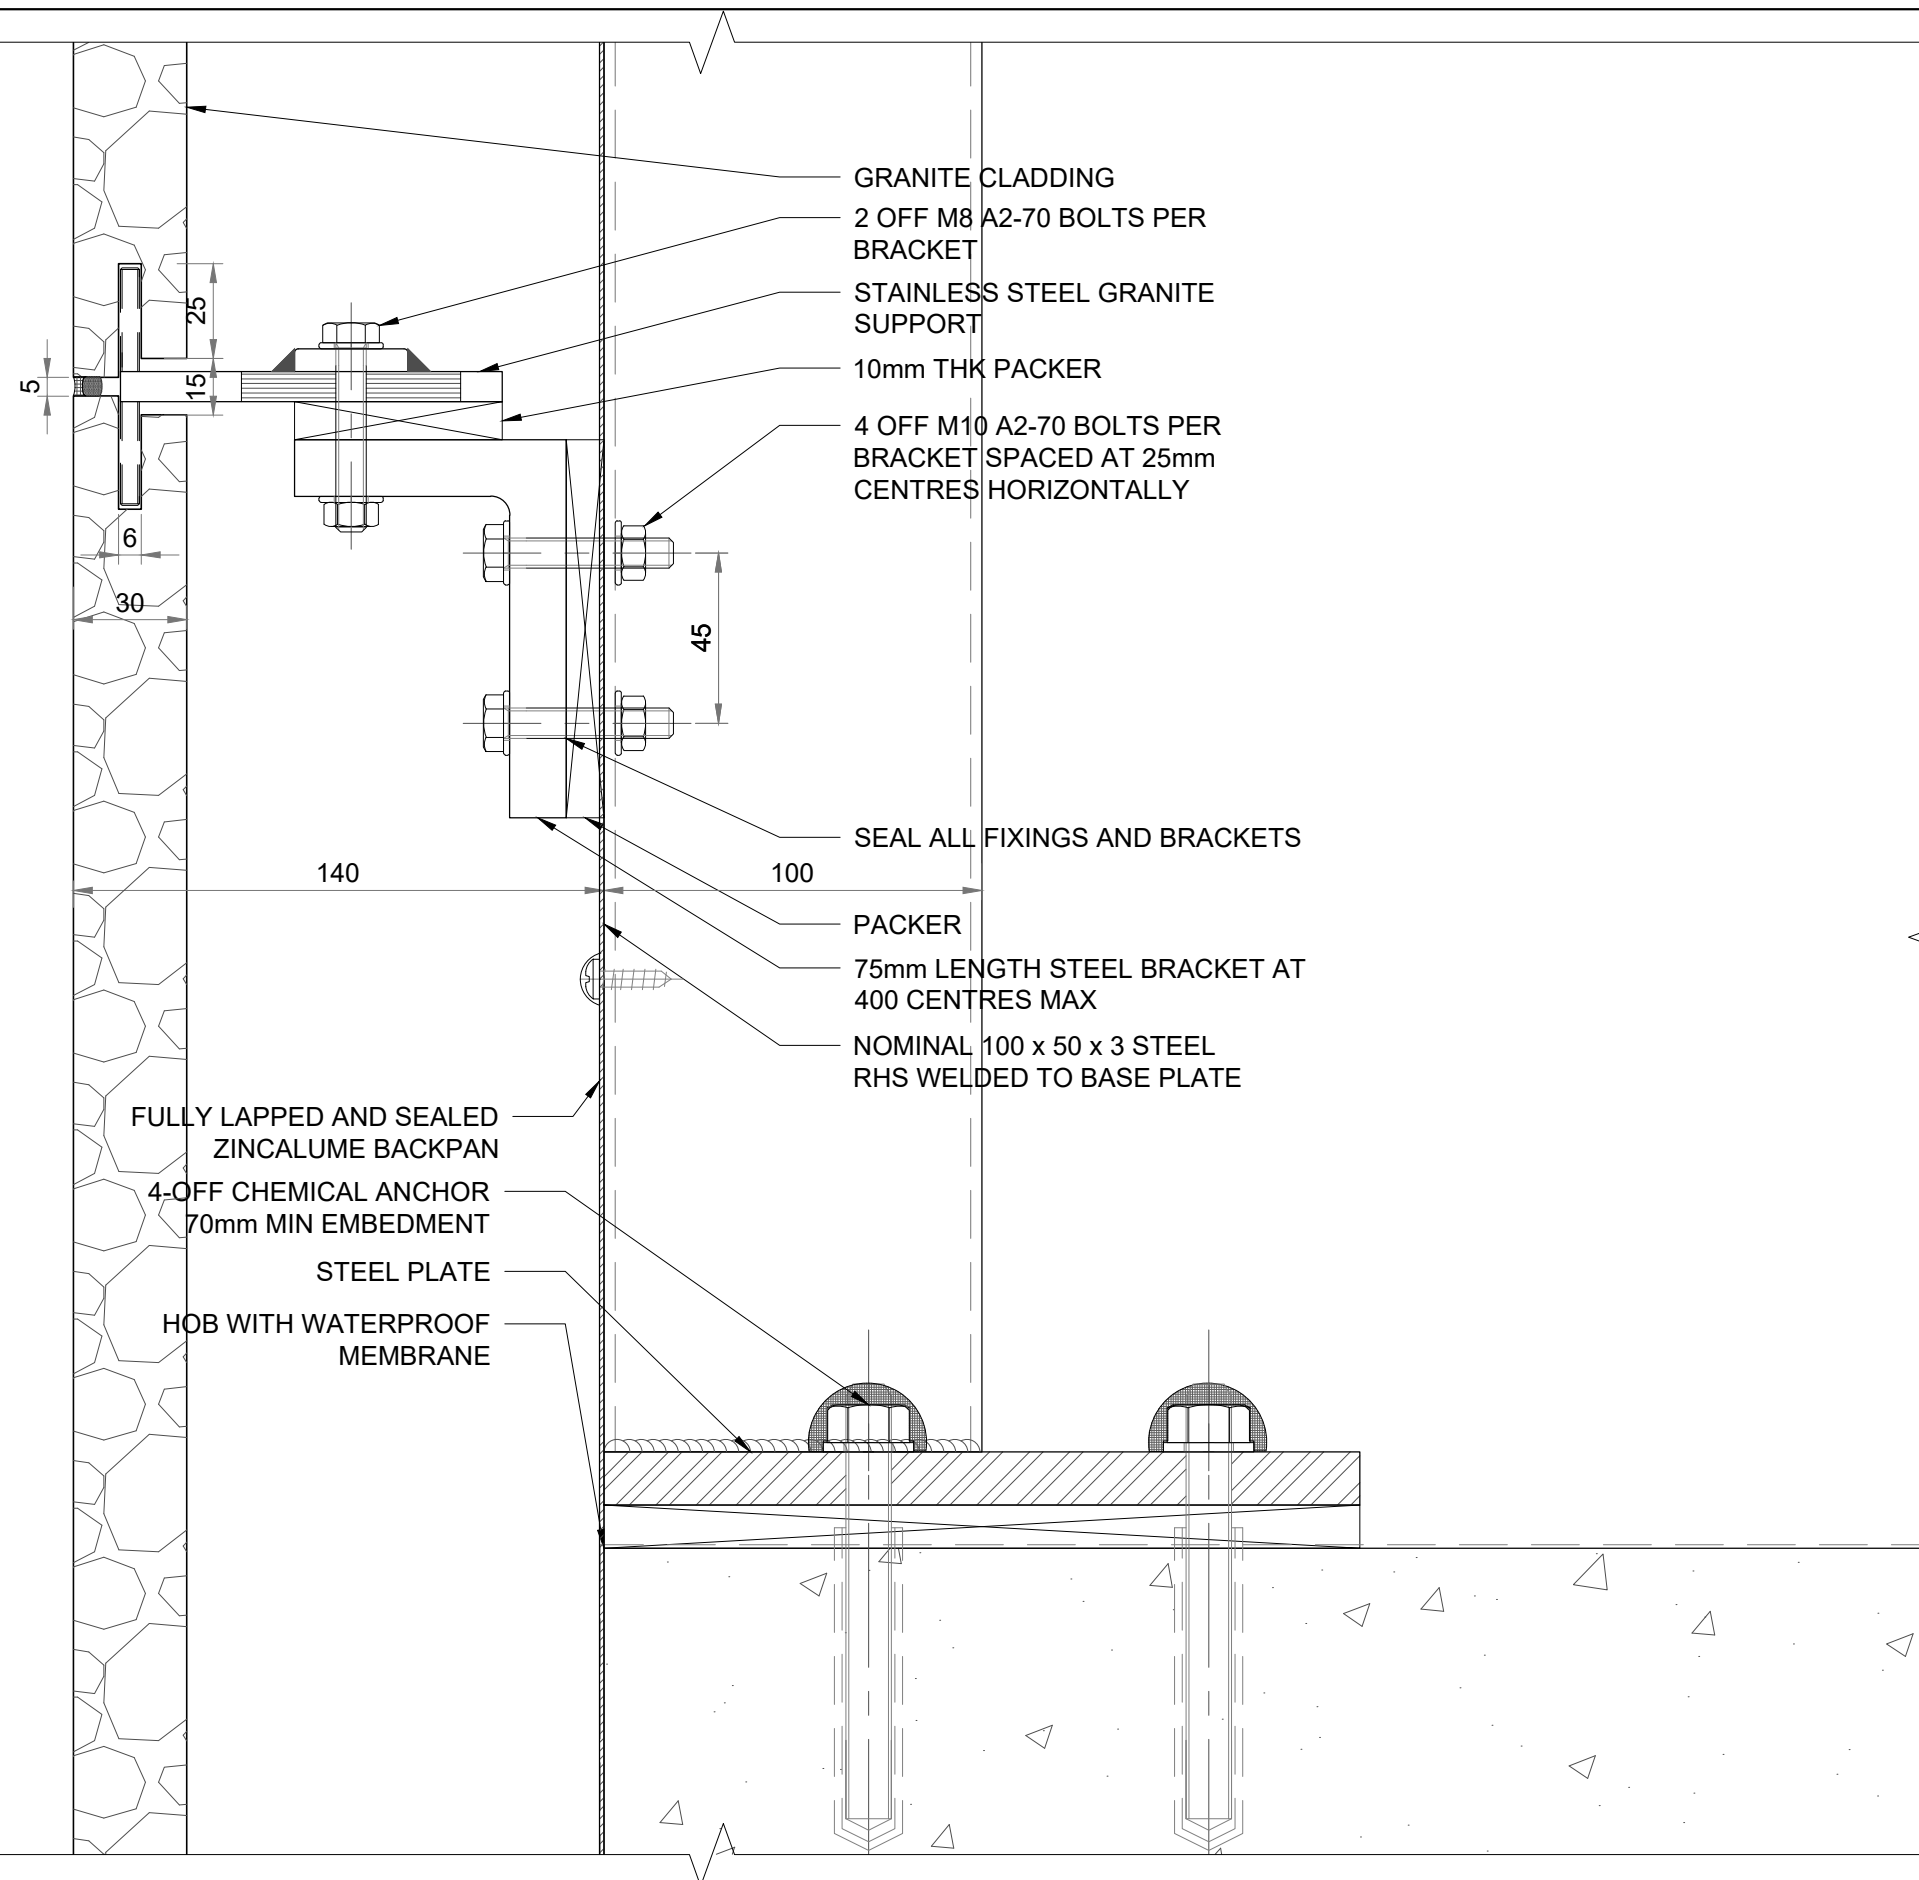 GRANITE CLADDING
2 OFF M8 A2-70 BOLTS PER
BRACKET
STAINLESS STEEL GRANITE
SUPPORT
10mm THK PACKER
4 OFF M10 A2-70 BOLTS PER
BRACKET SPACED AT 25mm
CENTRES HORIZONTALLY
25
5
15
6
30
45
SEAL ALL FIXINGS AND BRACKETS
140
100
PACKER
75mm LENGTH STEEL BRACKET AT
400 CENTRES MAX
NOMINAL 100 x 50 x 3 STEEL
RHS WELDED TO BASE PLATE
FULLY LAPPED AND SEALED
ZINCALUME BACKPAN
4-OFF CHEMICAL ANCHOR
70mm MIN EMBEDMENT
STEEL PLATE
HOB WITH WATERPROOF
MEMBRANE